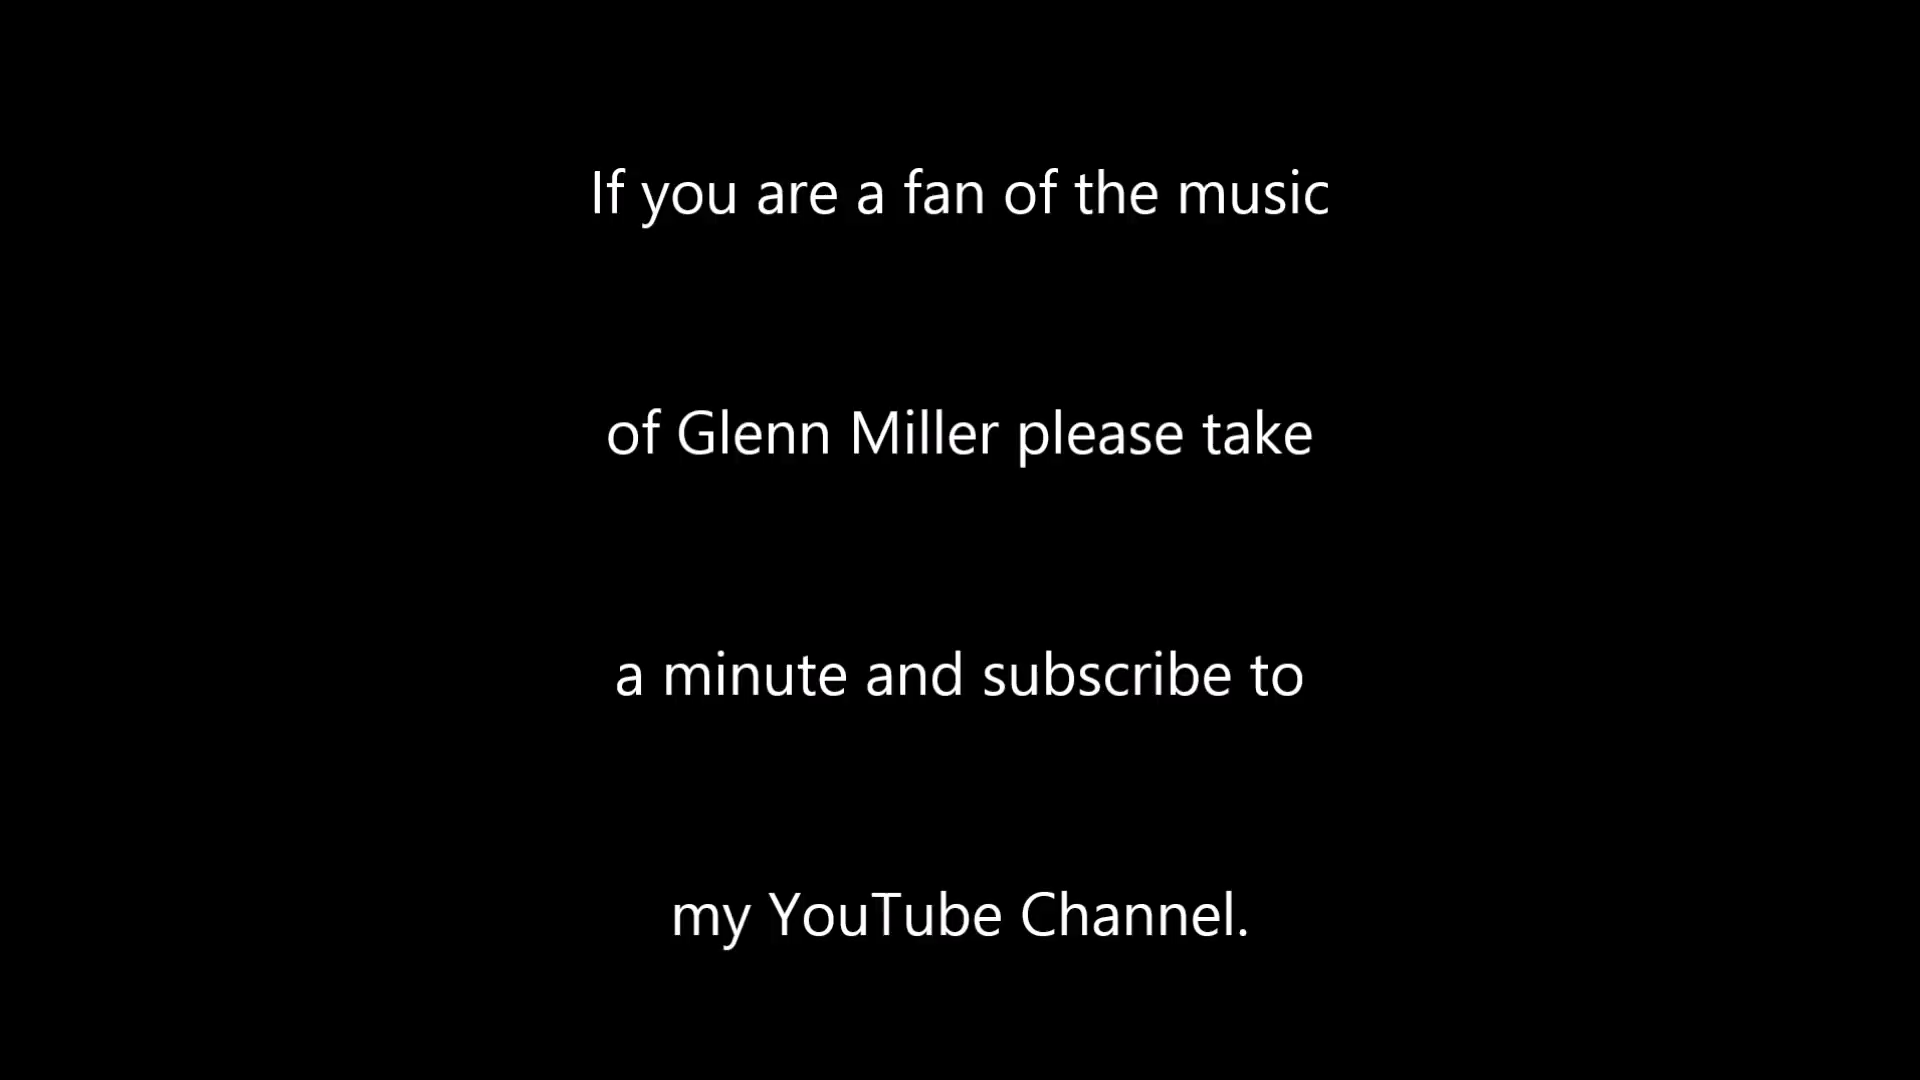 If you are a fan of the music
of Glenn Miller please take
a minute and subscribe to
my YouTube Channel.